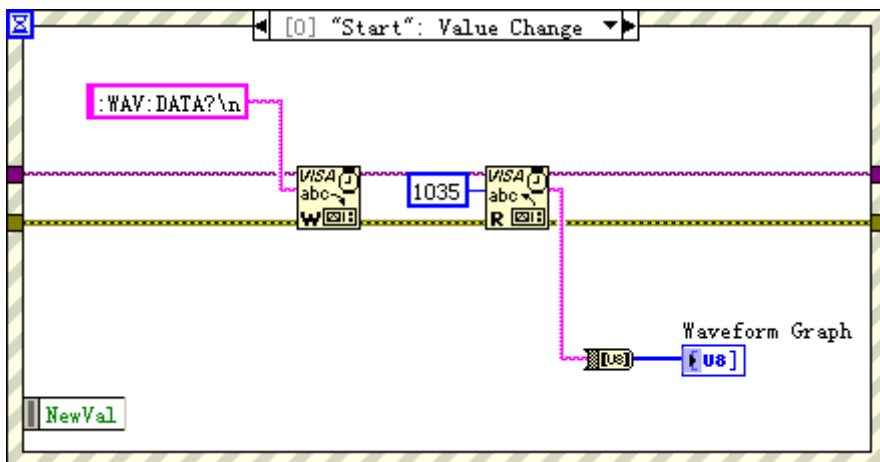 [0] "Start": Value Change
:WAV:DATA?\n
VISA
abc
W
1035
VISA
abc
R
Waveform Graph
[U8]
[U8]
NewVal